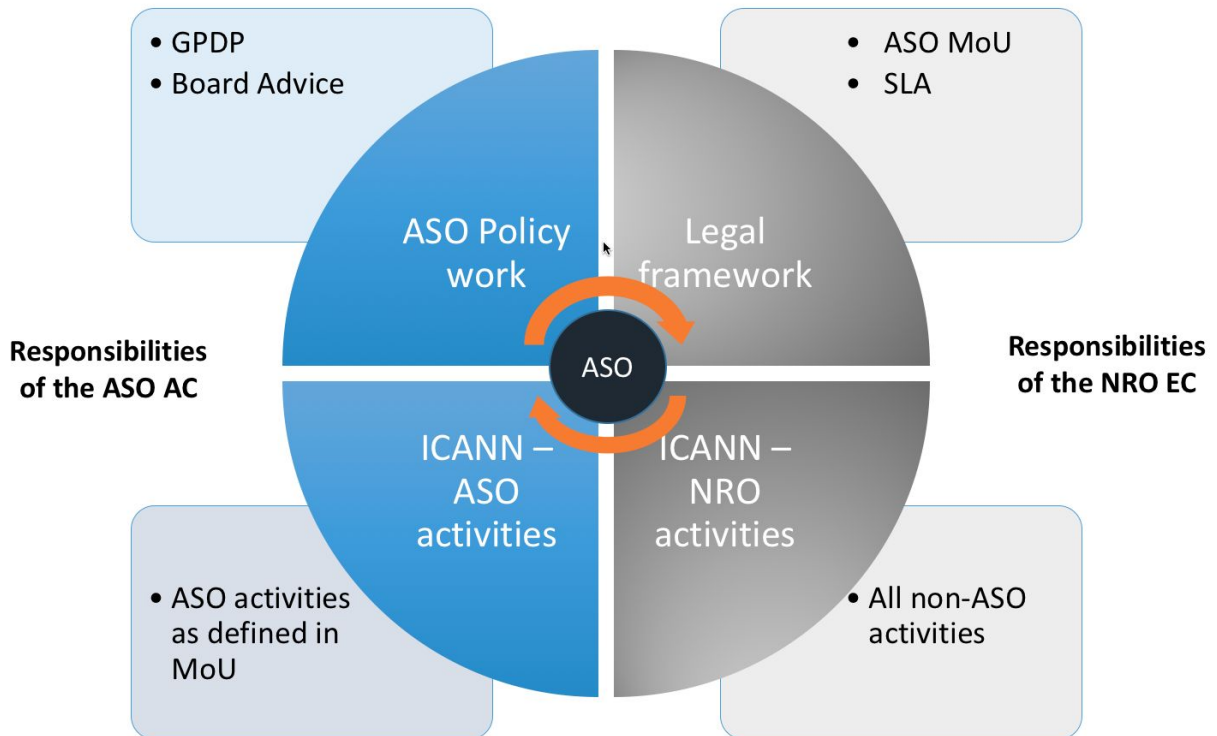 • GPDP
• Board Advice
• ASO MoU
• SLA
ASO Policy
work
Legal
framework
Responsibilities
of the ASO AC
ASO
Responsibilities
of the NRO EC
ICANN –
ASO
activities
ICANN –
NRO
activities
• ASO activities
as defined in
MoU
• All non-ASO
activities